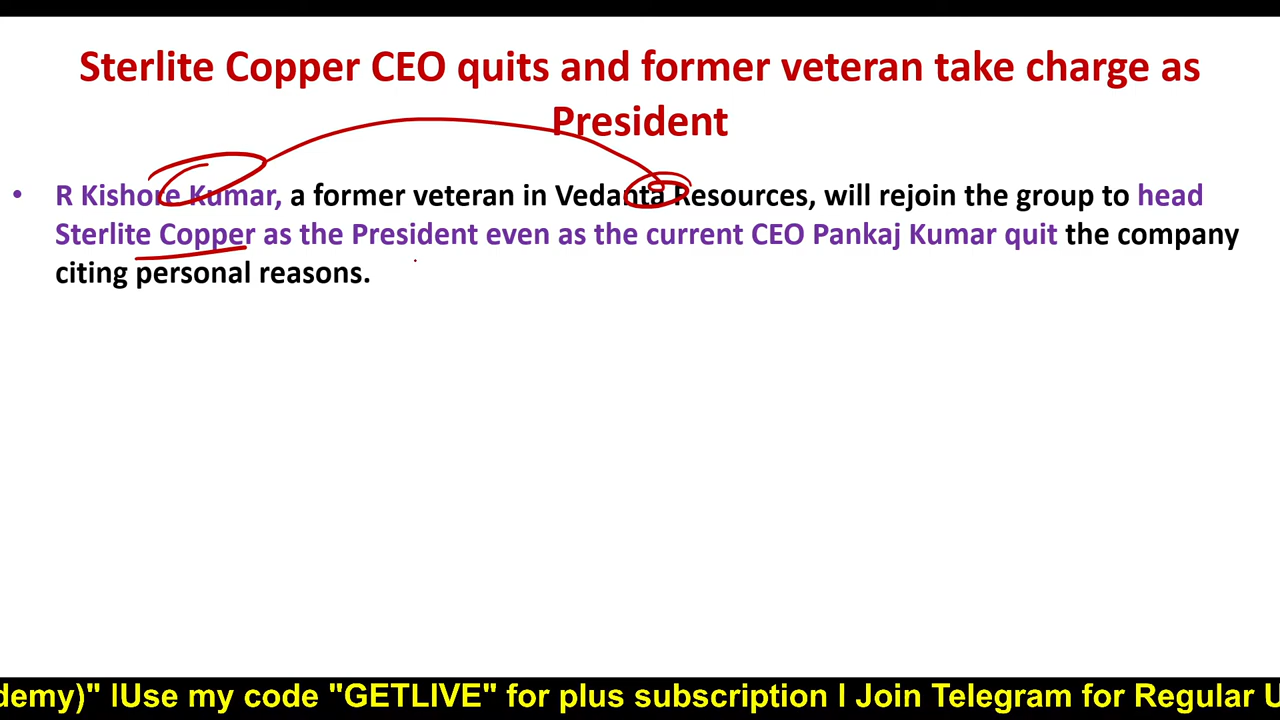 Sterlite Copper CEO quits and former veteran take charge as
President
• R Kishore Kumar, a former veteran in Vedanta Resources, will rejoin the group to head
Sterlite Copper as the President even as the current CEO Pankaj Kumar quit the company
citing personal reasons.
demy)" lUse my code "GETLIVE" for plus subscription l Join Telegram for Regular U